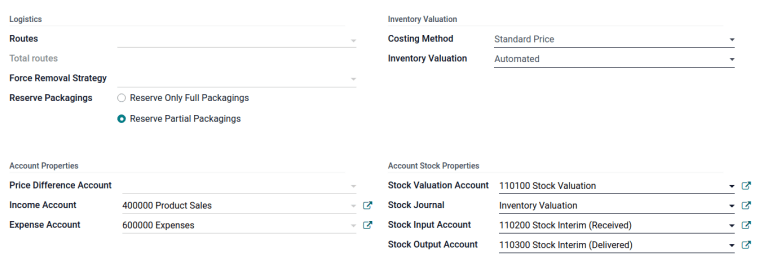 Logistics
Routes
Total routes
Force Removal Strategy
Reserve Packagings Reserve Only Full Packagings
Reserve Partial Packagings
Inventory Valuation
Costing Method Standard Price
Inventory Valuation Automated
Account Properties
Price Difference Account
Income Account 400000 Product Sales
Expense Account 600000 Expenses
Account Stock Properties
Stock Valuation Account 110100 Stock Valuation
Stock Journal Inventory Valuation
Stock Input Account 110200 Stock Interim (Received)
Stock Output Account 110300 Stock Interim (Delivered)